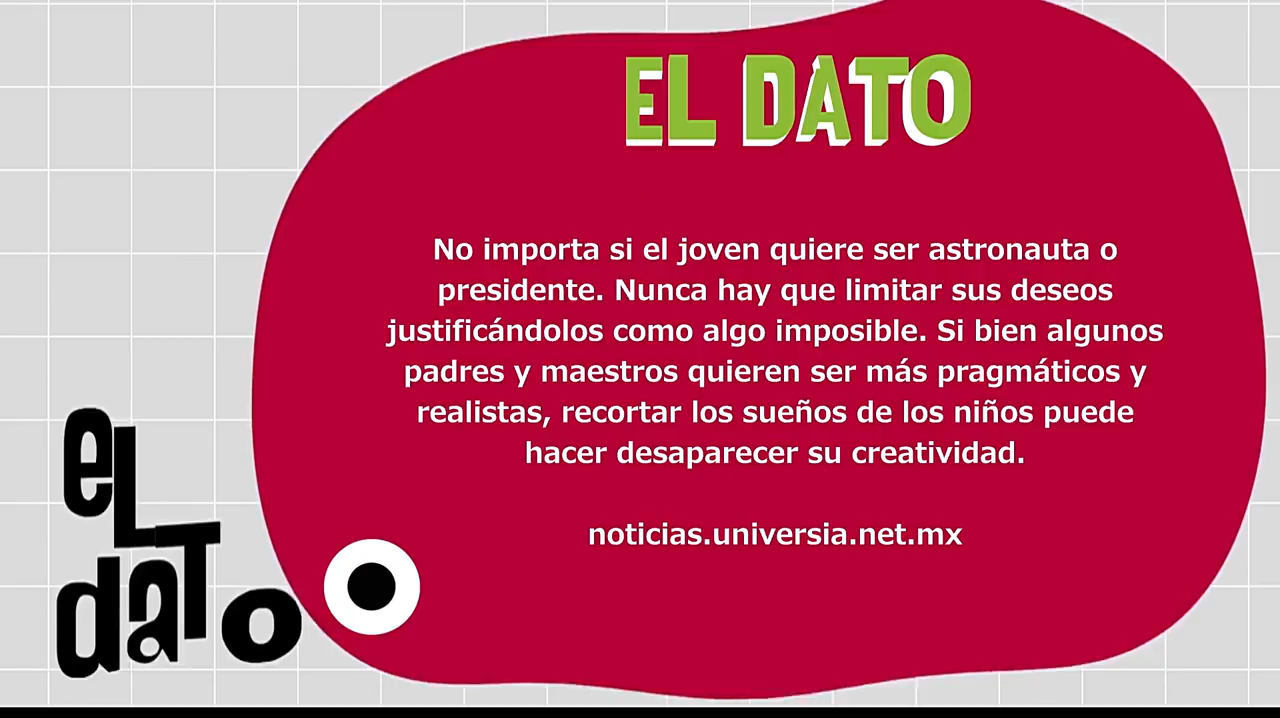 EL DATO
No importa si el joven quiere ser astronauta o
presidente. Nunca hay que limitar sus deseos
justificándolos como algo imposible. Si bien algunos
padres y maestros quieren ser más pragmáticos y
realistas, recortar los sueños de los niños puede
hacer desaparecer su creatividad.
noticias.universia.net.mx
eL
daTo